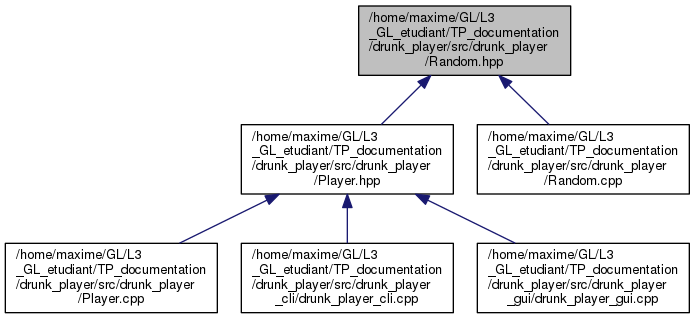 /home/maxime/GL/L3
_GL_etudiant/TP_documentation
/drunk_player/src/drunk_player
/Random.hpp
/home/maxime/GL/L3
_GL_etudiant/TP_documentation
/drunk_player/src/drunk_player
/Player.hpp
/home/maxime/GL/L3
_GL_etudiant/TP_documentation
/drunk_player/src/drunk_player
/Random.cpp
/home/maxime/GL/L3
_GL_etudiant/TP_documentation
/drunk_player/src/drunk_player
/Player.cpp
/home/maxime/GL/L3
_GL_etudiant/TP_documentation
/drunk_player/src/drunk_player
_cli/drunk_player_cli.cpp
/home/maxime/GL/L3
_GL_etudiant/TP_documentation
/drunk_player/src/drunk_player
_gui/drunk_player_gui.cpp